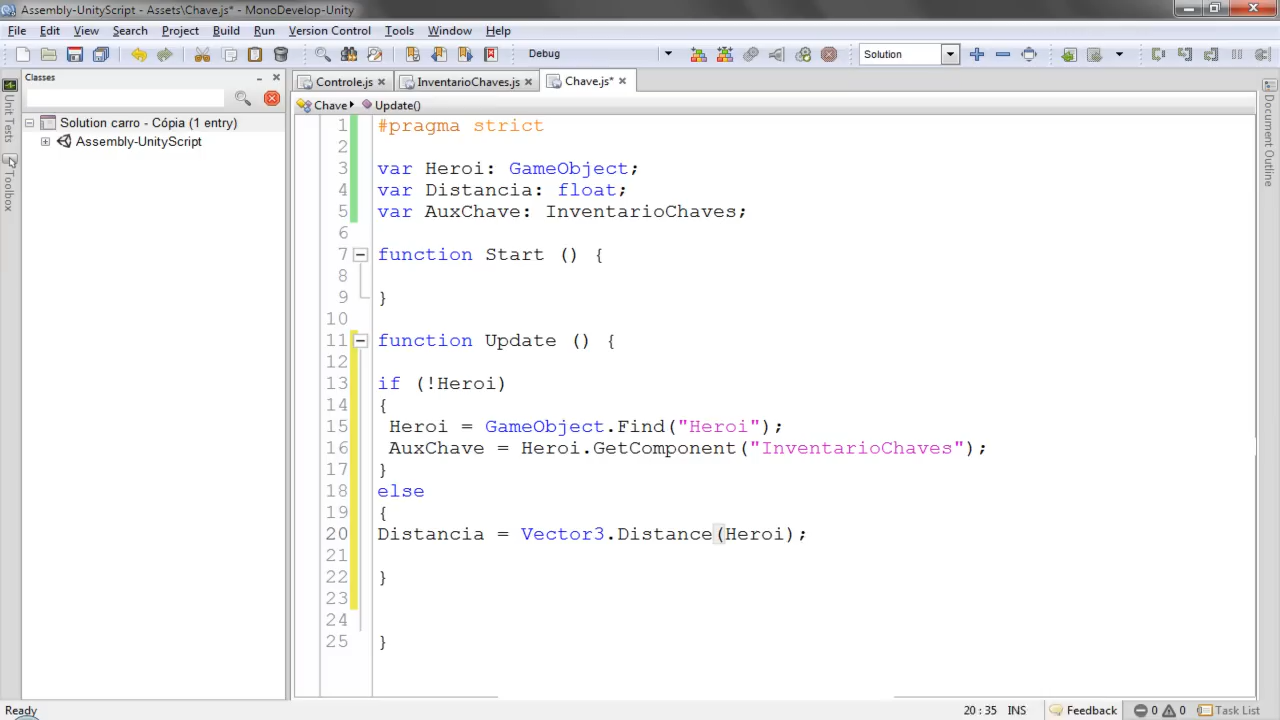 Assembly-UnityScript - Assets\Chave.js* - MonoDevelop-Unity
File Edit View Search Project Build Run Version Control Tools Window Help
Debug Solution
Classes
Controle.js InventarioChaves.js Chave.js*
Chave Update()
Solution carro - Cópia (1 entry)
Assembly-UnityScript
Unit Tests
Toolbox
Document Outline
1 #pragma strict
2
3 var Heroi: GameObject;
4 var Distancia: float;
5 var AuxChave: InventarioChaves;
6
7 function Start () {
8
9 }
10
11 function Update () {
12
13 if (!Heroi)
14 {
15 Heroi = GameObject.Find("Heroi");
16 AuxChave = Heroi.GetComponent("InventarioChaves");
17 }
18 else
19 {
20 Distancia = Vector3.Distance(Heroi);
21
22 }
23
24
25 }
Ready 20 : 35 INS Feedback 0 0 Task List